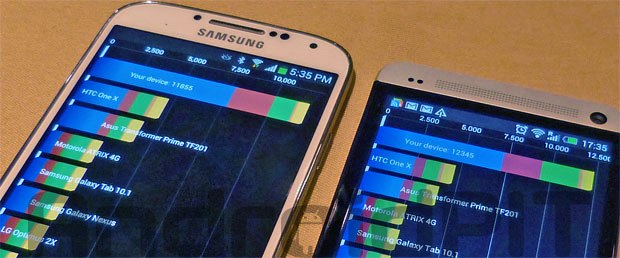 SAMSUNG
5:35 PM
0 2,500 5,000 7,500 10,000
Your device: 11855
HTC One X
Asus Transformer Prime TF201
Motorola ATRIX 4G
Samsung Galaxy Tab 10.1
Samsung Galaxy Nexus
LG Optimus 2X
17:35
0 2.500 5.000 7.500 10.000 12.500
Your device: 12345
HTC One X
Asus Transformer Prime TF201
Motorola ATRIX 4G
Samsung Galaxy Tab 10.1